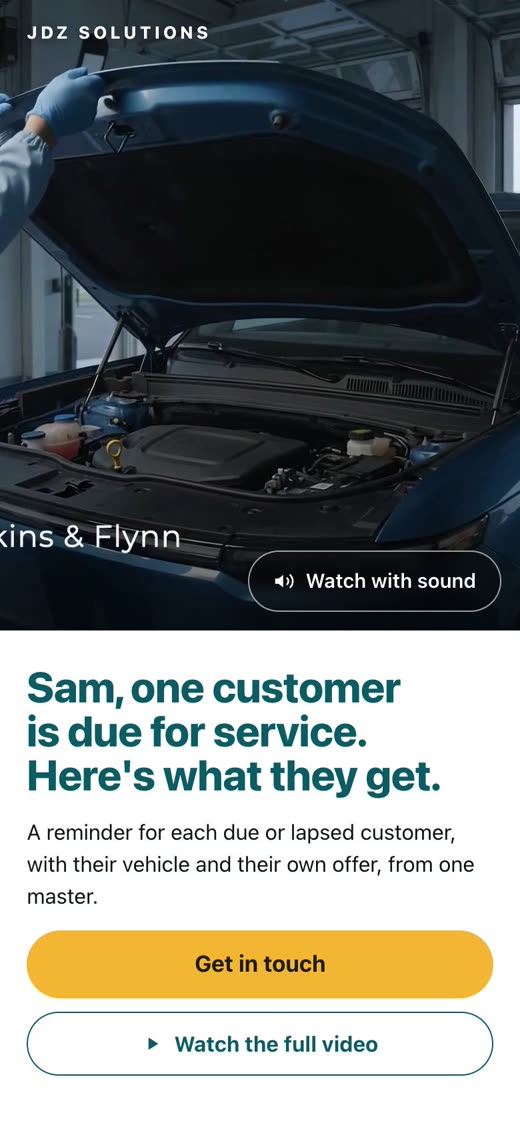 JDZ SOLUTIONS
kins & Flynn
Watch with sound
Sam, one customer
is due for service.
Here's what they get.
A reminder for each due or lapsed customer,
with their vehicle and their own offer, from one
master.
Get in touch
Watch the full video